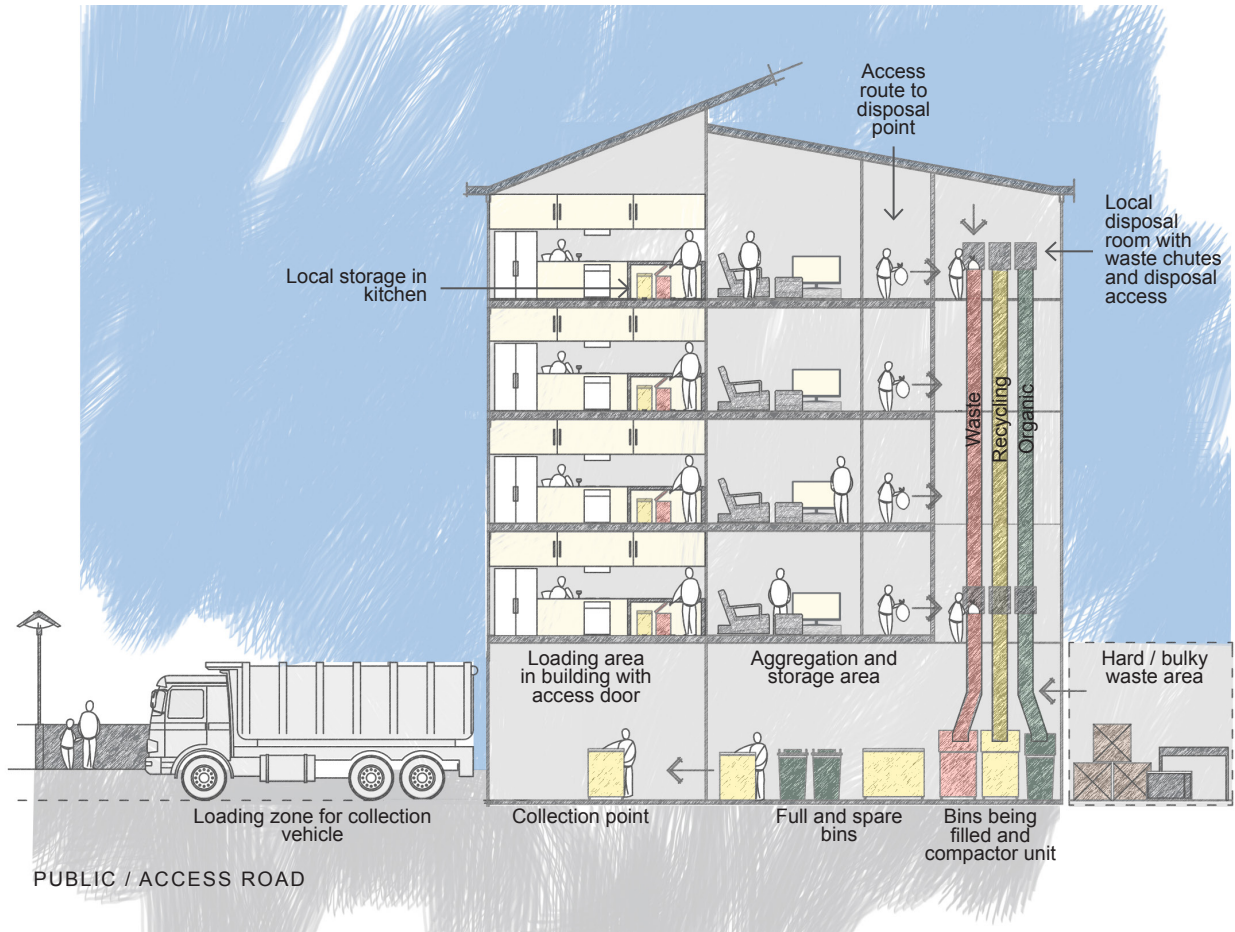 Access
route to
disposal
point
Local
disposal
room with
waste chutes
and disposal
access
Local storage in
kitchen
Waste
Recycling
Organic
Loading area
in building with
access door
Aggregation and
storage area
Hard / bulky
waste area
Loading zone for collection
vehicle
Collection point
Full and spare
bins
Bins being
filled and
compactor unit
PUBLIC / ACCESS ROAD